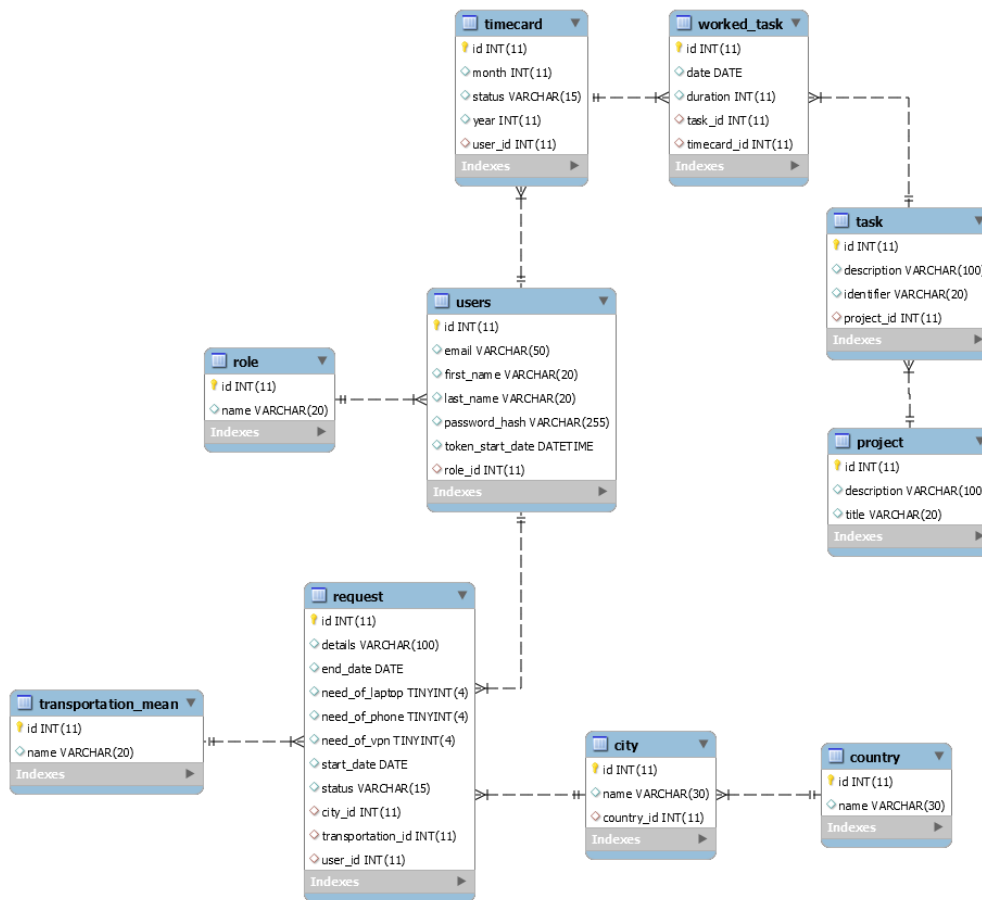 timecard
id INT(11)
month INT(11)
status VARCHAR(15)
year INT(11)
user_id INT(11)
Indexes
worked_task
id INT(11)
date DATE
duration INT(11)
task_id INT(11)
timecard_id INT(11)
Indexes
task
id INT(11)
description VARCHAR(100)
identifier VARCHAR(20)
project_id INT(11)
Indexes
users
id INT(11)
email VARCHAR(50)
first_name VARCHAR(20)
last_name VARCHAR(20)
password_hash VARCHAR(255)
token_start_date DATETIME
role_id INT(11)
Indexes
role
id INT(11)
name VARCHAR(20)
Indexes
project
id INT(11)
description VARCHAR(100
title VARCHAR(20)
Indexes
request
id INT(11)
details VARCHAR(100)
end_date DATE
need_of_laptop TINYINT(4)
need_of_phone TINYINT(4)
need_of_vpn TINYINT(4)
start_date DATE
status VARCHAR(15)
city_id INT(11)
transportation_id INT(11)
user_id INT(11)
Indexes
transportation_mean
id INT(11)
name VARCHAR(20)
Indexes
city
id INT(11)
name VARCHAR(30)
country_id INT(11)
Indexes
country
id INT(11)
name VARCHAR(30)
Indexes